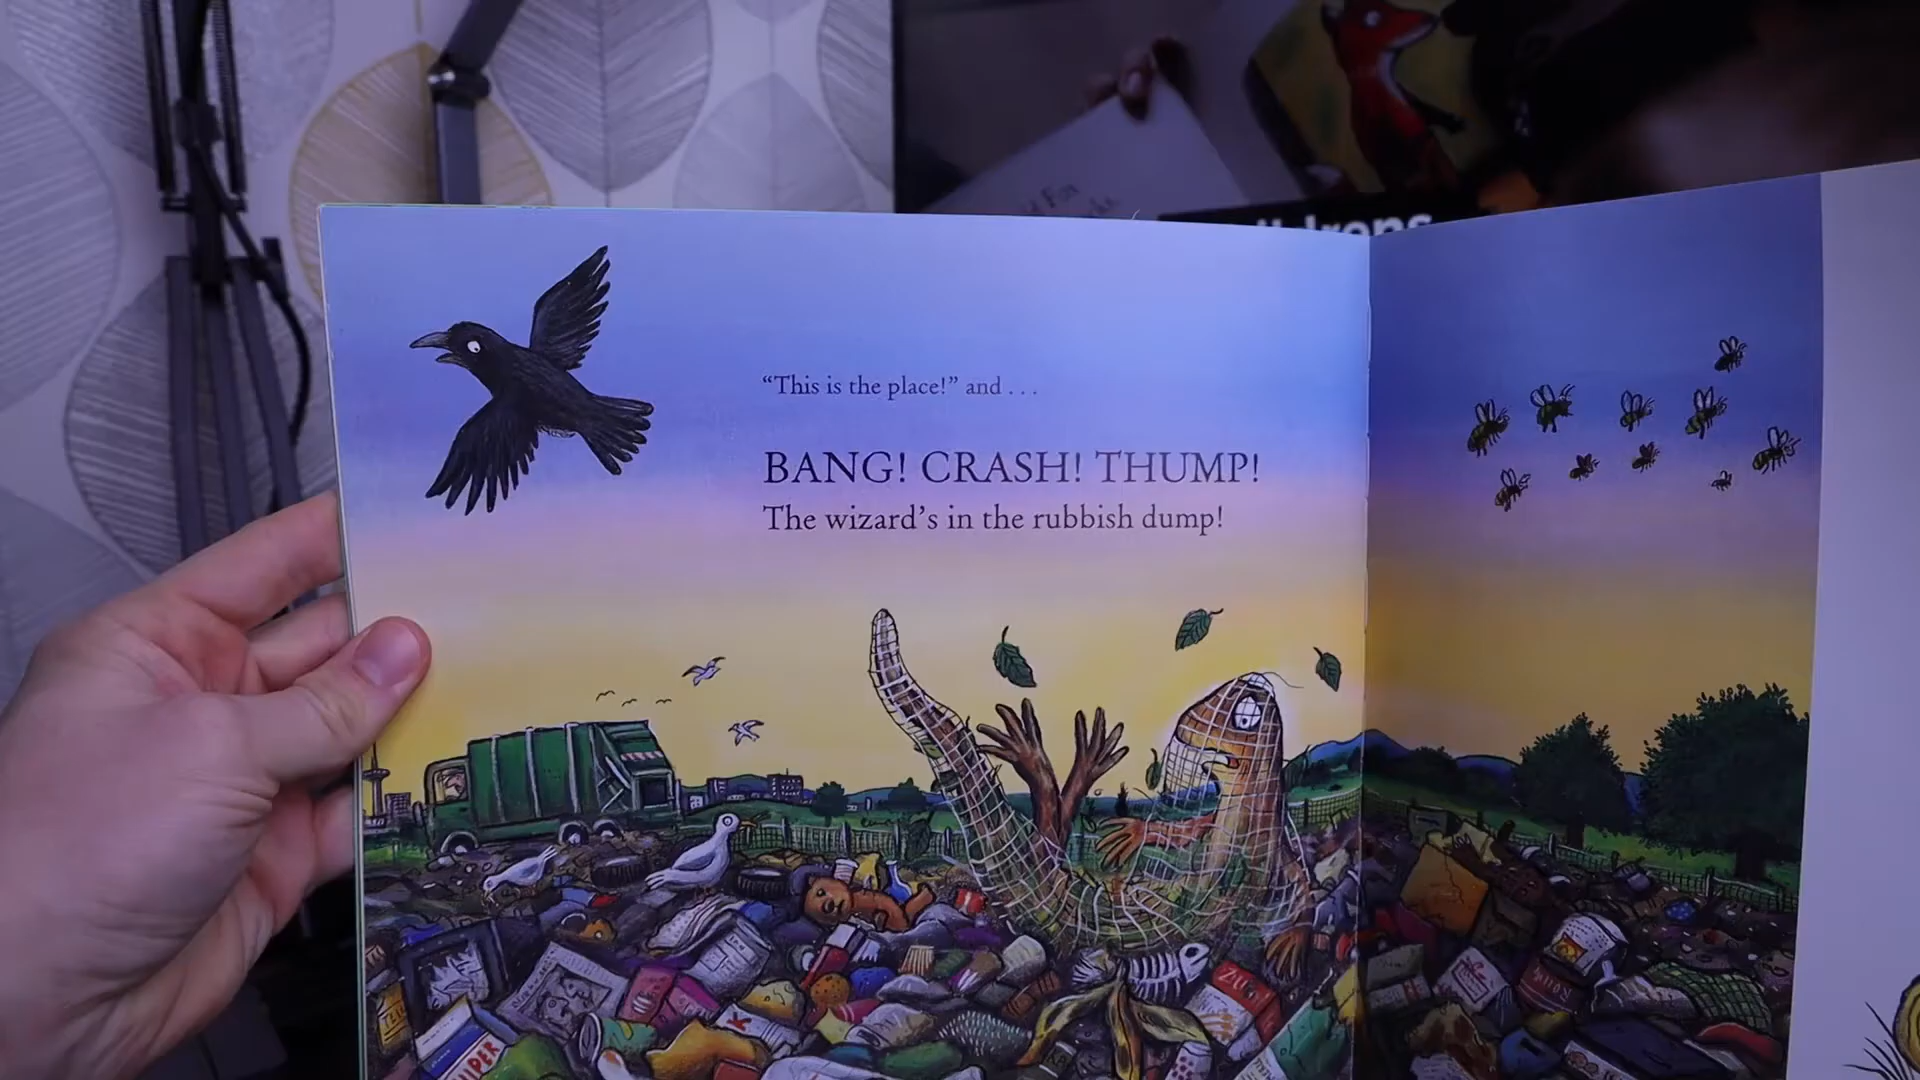 “This is the place!” and . . .
BANG! CRASH! THUMP!
The wizard’s in the rubbish dump!